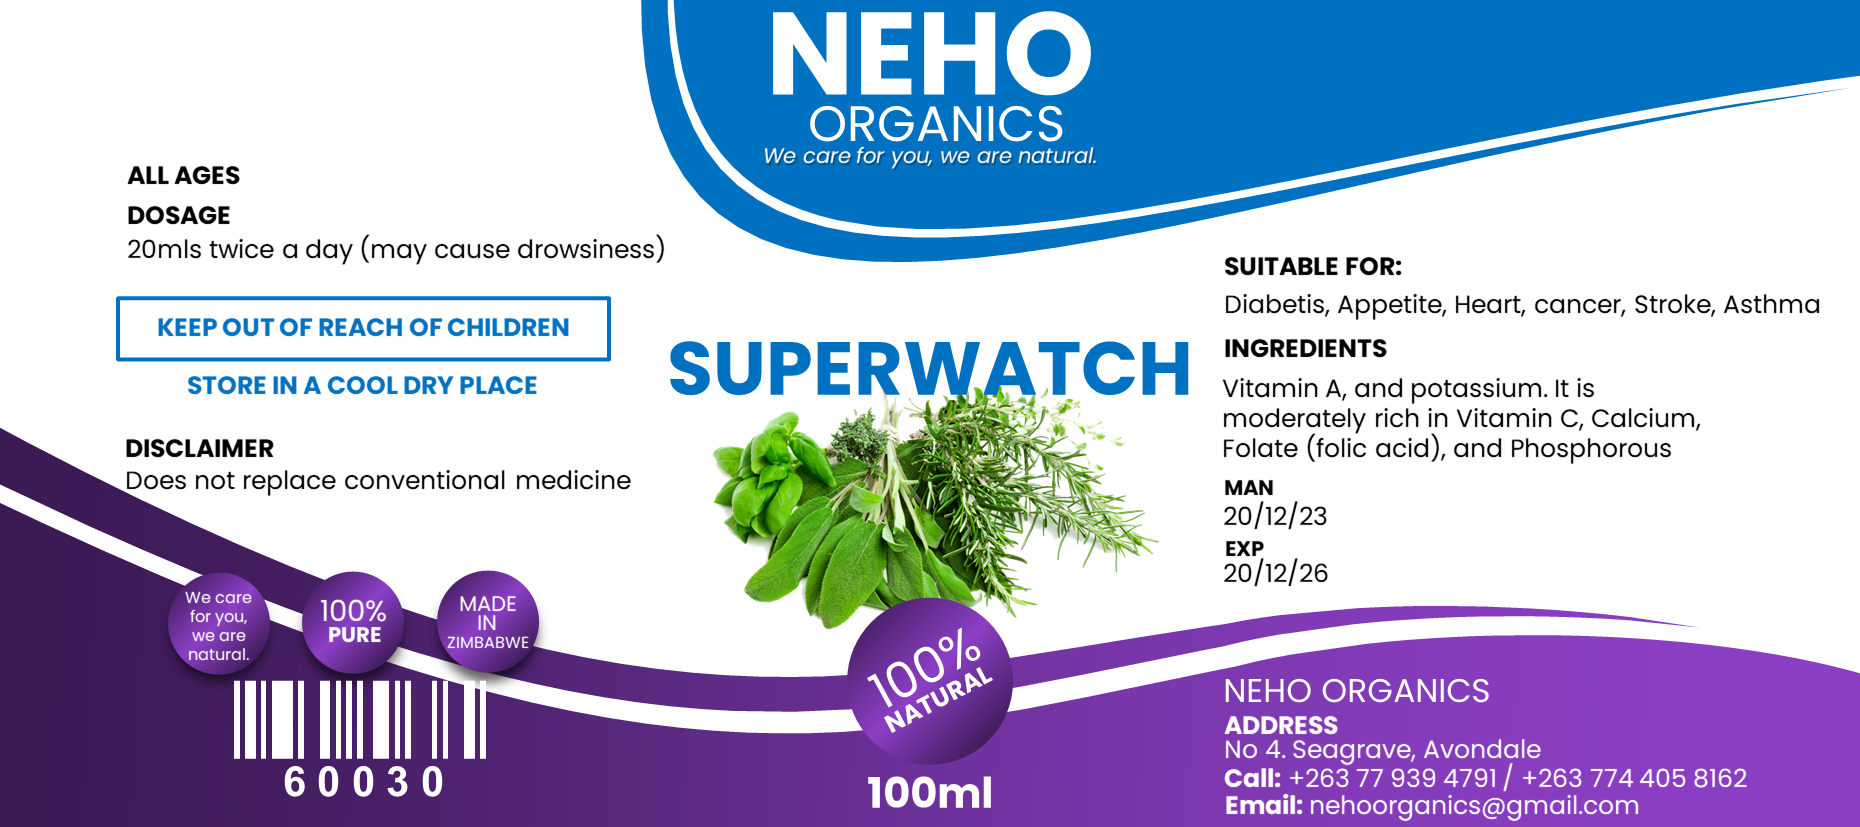 NEHO
ORGANICS
We care for you, we are natural.
ALL AGES
DOSAGE
20mls twice a day (may cause drowsiness)
KEEP OUT OF REACH OF CHILDREN
STORE IN A COOL DRY PLACE
DISCLAIMER
Does not replace conventional medicine
We care
for you,
we are
natural.
100%
PURE
MADE
IN
ZIMBABWE
60030
SUPERWATCH
100%
NATURAL
100ml
SUITABLE FOR:
Diabetis, Appetite, Heart, cancer, Stroke, Asthma
INGREDIENTS
Vitamin A, and potassium. It is
moderately rich in Vitamin C, Calcium,
Folate (folic acid), and Phosphorous
MAN
20/12/23
EXP
20/12/26
NEHO ORGANICS
ADDRESS
No 4. Seagrave, Avondale
Call: +263 77 939 4791 / +263 774 405 8162
Email: nehoorganics@gmail.com